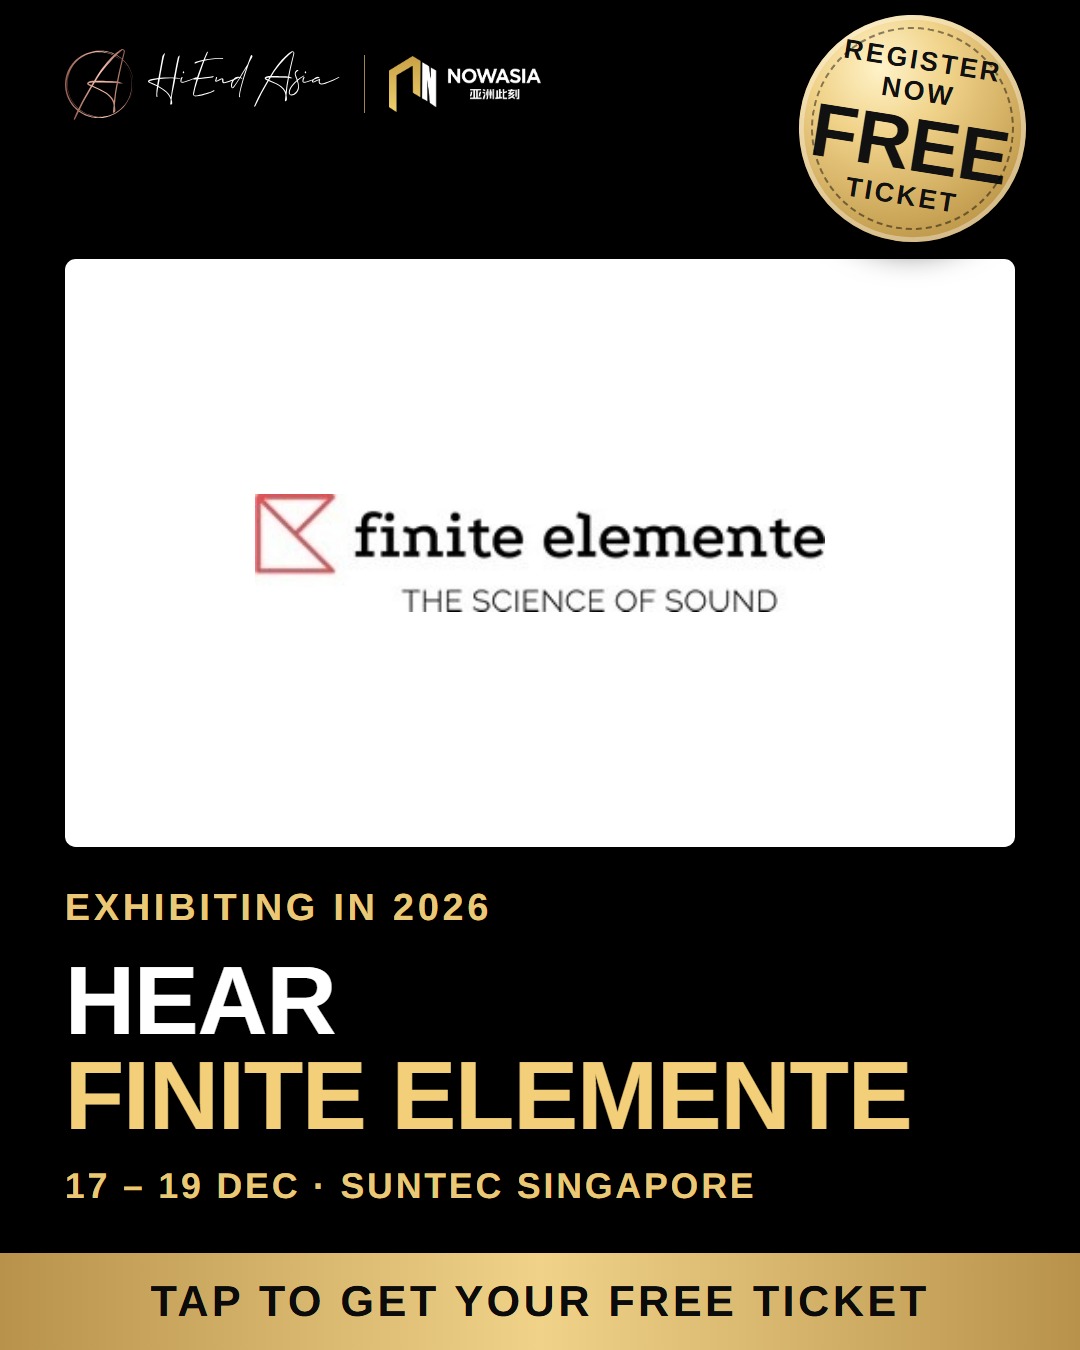 HiEnd Asia
NOWASIA
亚洲此刻
REGISTER
NOW
FREE
TICKET
finite elemente
THE SCIENCE OF SOUND
EXHIBITING IN 2026
HEAR
FINITE ELEMENTE
17 – 19 DEC · SUNTEC SINGAPORE
TAP TO GET YOUR FREE TICKET